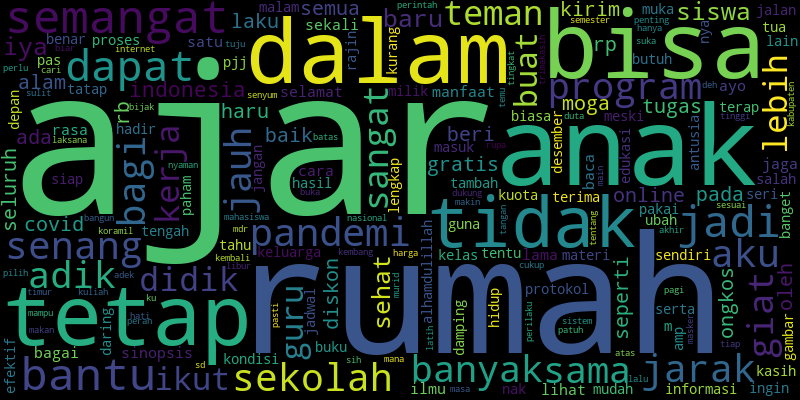 semangat
malam
semua
baru
teman
kirim
muka
siswa
jalan
perintah
semester
penting
hanya
suka
nya
tua
lain
iya
benar
proses
laku
sekali
satu
tuju
rajin
kurang
dalam
bisa
dapat
pas
biar
internet
pjj
perlu
cari
alam
tatap
indonesia
sulit
senyum
selamat
milik
manfaat
buat
rp
butuh
program
deh
ayo
lebih
depan
bijak
rb
haru
ajar
sangat
moga
tugas
meski
terap
tinggi
kabupaten
ada
rasa
hadir
laksana
baik
batas
beri
biasa
desember
anak
baca
edukasi
antusias
jaga
salah
seluruh
siap
bagi
kerja
paham
nyaman
jauh
jangan
cara
hasil
buka
lengkap
masuk
gratis
tambah
dukung
makin
kuota
online
terima
pada
seri
banget
covid
bangun
koramil
tengah
mahasiswa
mdr
nasional
tidak
guna
tangan
tentang
pakai
ubah
akhir
sesuai
jadi
senang
tahu
kembali
pandemi
keluarga
kembang
harga
alhamdulillah
kelas
tentu
lama
materi
sendiri
aku
pilih
adik
adek
didik
libur
sehat
cukup
seperti
protokol
ongkos
pagi
oleh
timur
kuliah
ku
tetap
rumah
guru
jadwal
diskon
murid
hidup
perilaku
sistem
patuh
serta
masker
giat
mampu
hati
perah
makan
daring
pasti
latih
damping
m
amp
tiap
gambar
efektif
bagai
sinopsis
kondisi
buku
sih
mana
atas
kasih
bantu
ikut
sd
sekolah
banyak
sama
lalu
jarak
ilmu
masa
nak
lihat
mudah
informasi
ingin